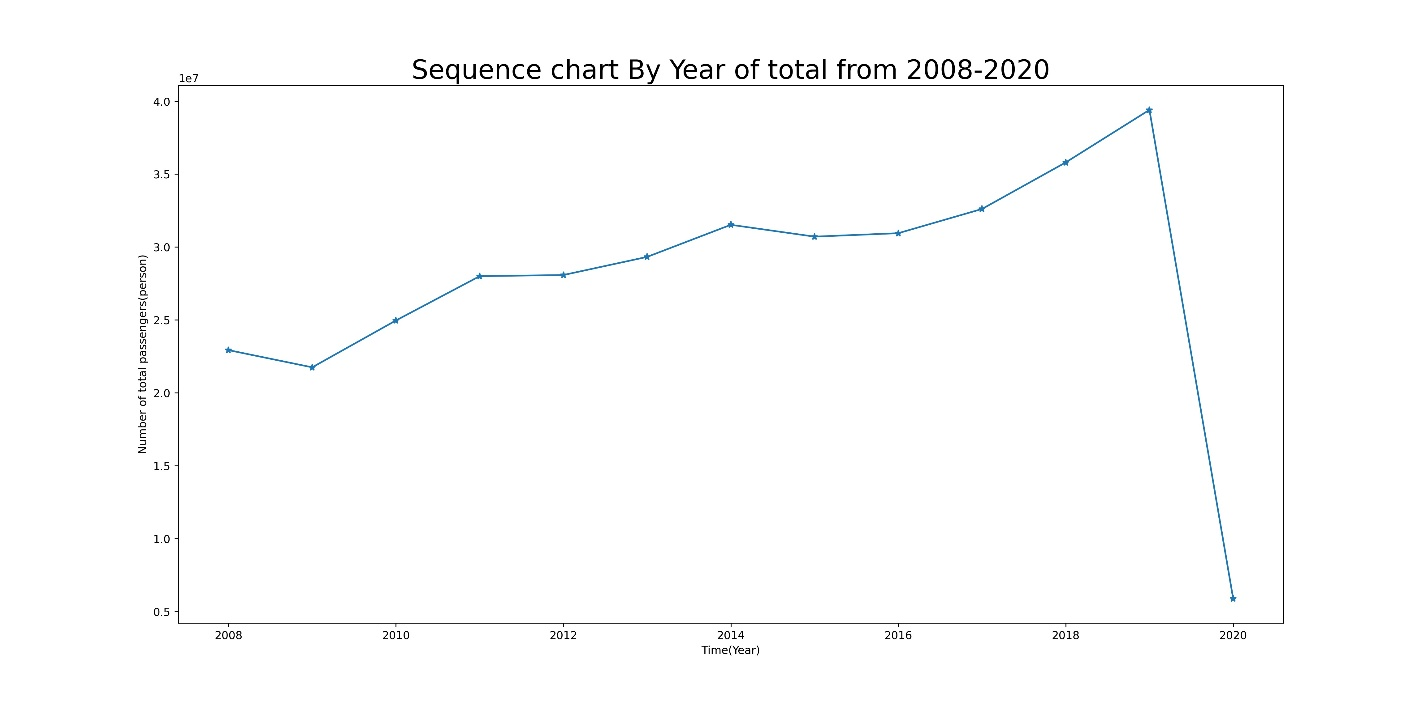 Sequence chart By Year of total from 2008-2020
1e7
4.0
3.5
3.0
2.5
2.0
1.5
1.0
0.5
Number of total passengers(person)
2008 2010 2012 2014 2016 2018 2020
Time(Year)